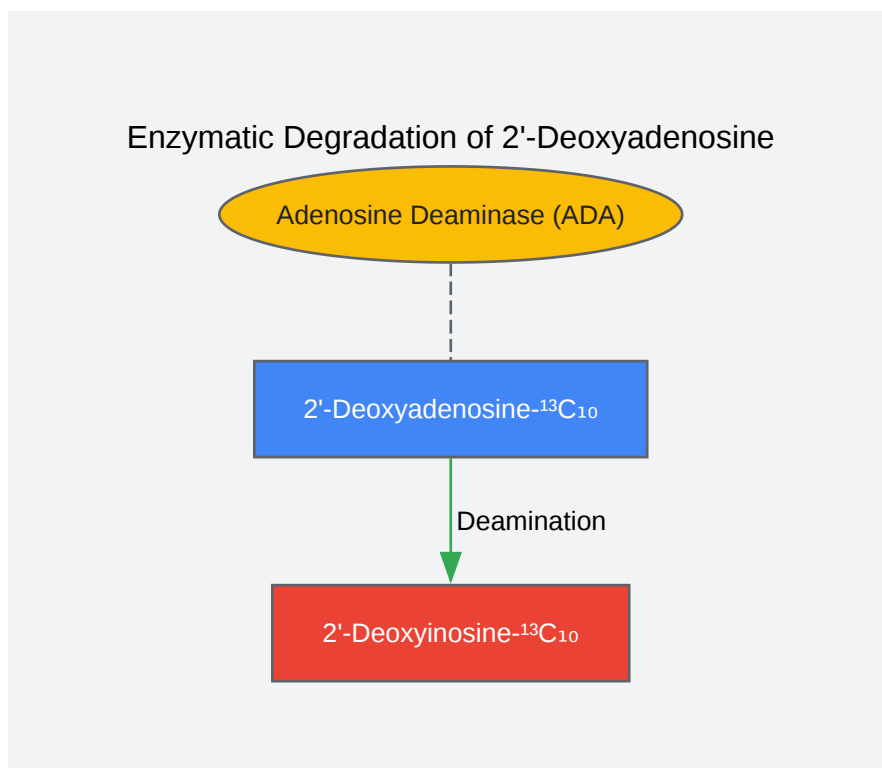 Enzymatic Degradation of 2'-Deoxyadenosine
Adenosine Deaminase (ADA)
2'-Deoxyadenosine-¹³C₁₀
Deamination
2'-Deoxyinosine-¹³C₁₀